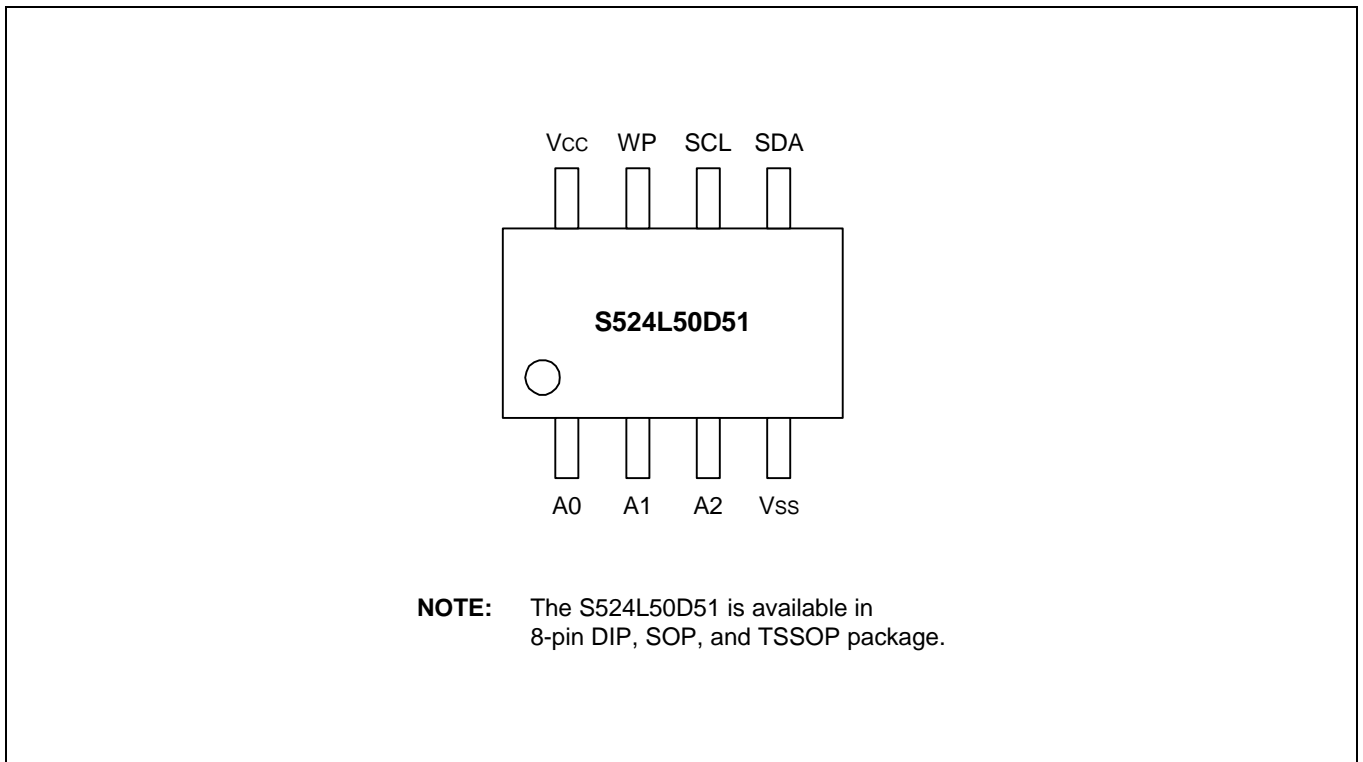 Vcc WP SCL SDA
S524L50D51
A0 A1 A2 Vss
NOTE: The S524L50D51 is available in
8-pin DIP, SOP, and TSSOP package.